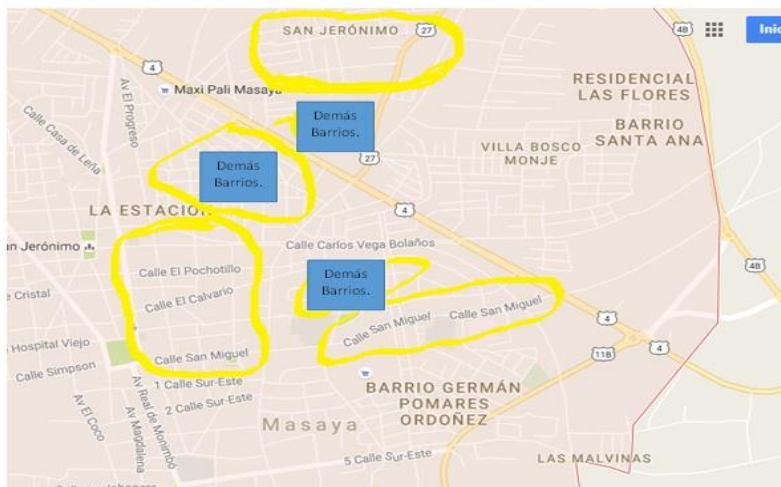 SAN JERÓNIMO
27
4B
Inic
4
Av El Progreso
Maxi Pali Masaya
RESIDENCIAL
LAS FLORES
Calle Casa de Leña
Demás
Barrios.
BARRIO
SANTA ANA
VILLA BOSCO
MONJE
27
Demás
Barrios.
LA ESTACION
4
an Jerónimo
Calle Carlos Vega Bolaños
4B
Calle El Pochotillo
Demás
Barrios.
Cristal
Calle El Calvario
Calle San Miguel
Calle San Miguel
4
Hospital Viejo
Calle San Miguel
11B
4
Calle Simpson
1 Calle Sur-Este
BARRIO GERMÁN
POMARES
ORDOÑEZ
2 Calle Sur-Este
Av El Coco
Av Real de Monimbó
Av Magdalena
Masaya
5 Calle Sur-Este
LAS MALVINAS